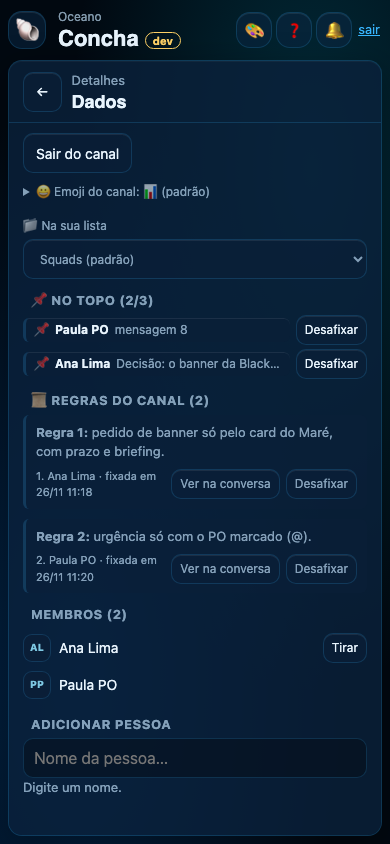 Oceano
Concha dev
sair
←
Detalhes
Dados
Sair do canal
▶ 😀 Emoji do canal: 📊 (padrão)
📁 Na sua lista
Squads (padrão)
📌 NO TOPO (2/3)
📌 Paula PO mensagem 8
Desafixar
📌 Ana Lima Decisão: o banner da Black...
Desafixar
📜 REGRAS DO CANAL (2)
Regra 1: pedido de banner só pelo card do Maré,
com prazo e briefing.
1. Ana Lima · fixada em
26/11 11:18
Ver na conversa
Desafixar
Regra 2: urgência só com o PO marcado (@).
2. Paula PO · fixada em
26/11 11:20
Ver na conversa
Desafixar
MEMBROS (2)
AL Ana Lima
Tirar
PP Paula PO
ADICIONAR PESSOA
Nome da pessoa...
Digite um nome.